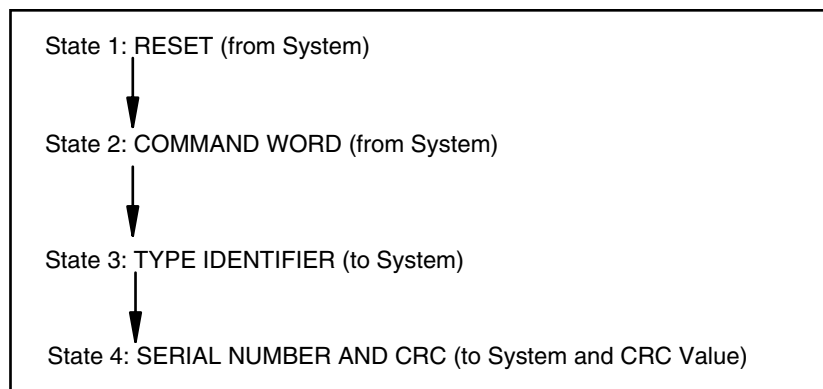 State 1: RESET (from System)
State 2: COMMAND WORD (from System)
State 3: TYPE IDENTIFIER (to System)
State 4: SERIAL NUMBER AND CRC (to System and CRC Value)